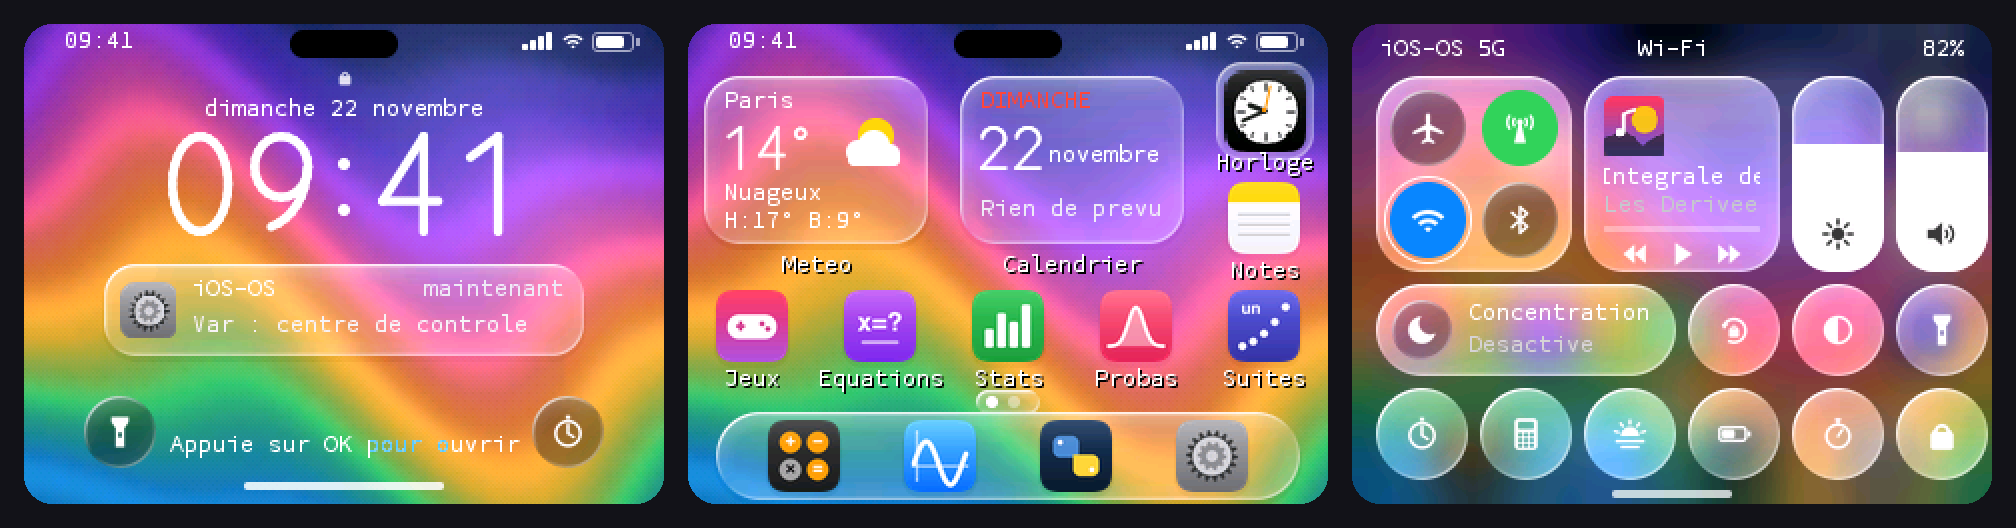 09:41
dimanche 22 novembre
09:41
iOS-OS maintenant
Var : centre de controle
Appuie sur OK pour ouvrir
09:41
Paris
14°
Nuageux
H:17° B:9°
Meteo
DIMANCHE
22 novembre
Rien de prevu
Calendrier
Horloge
Notes
Jeux
x=?
Equations
Stats
Probas
un
Suites
iOS-OS 5G Wi-Fi 82%
Integrale de
Les Derivee
Concentration
Desactive